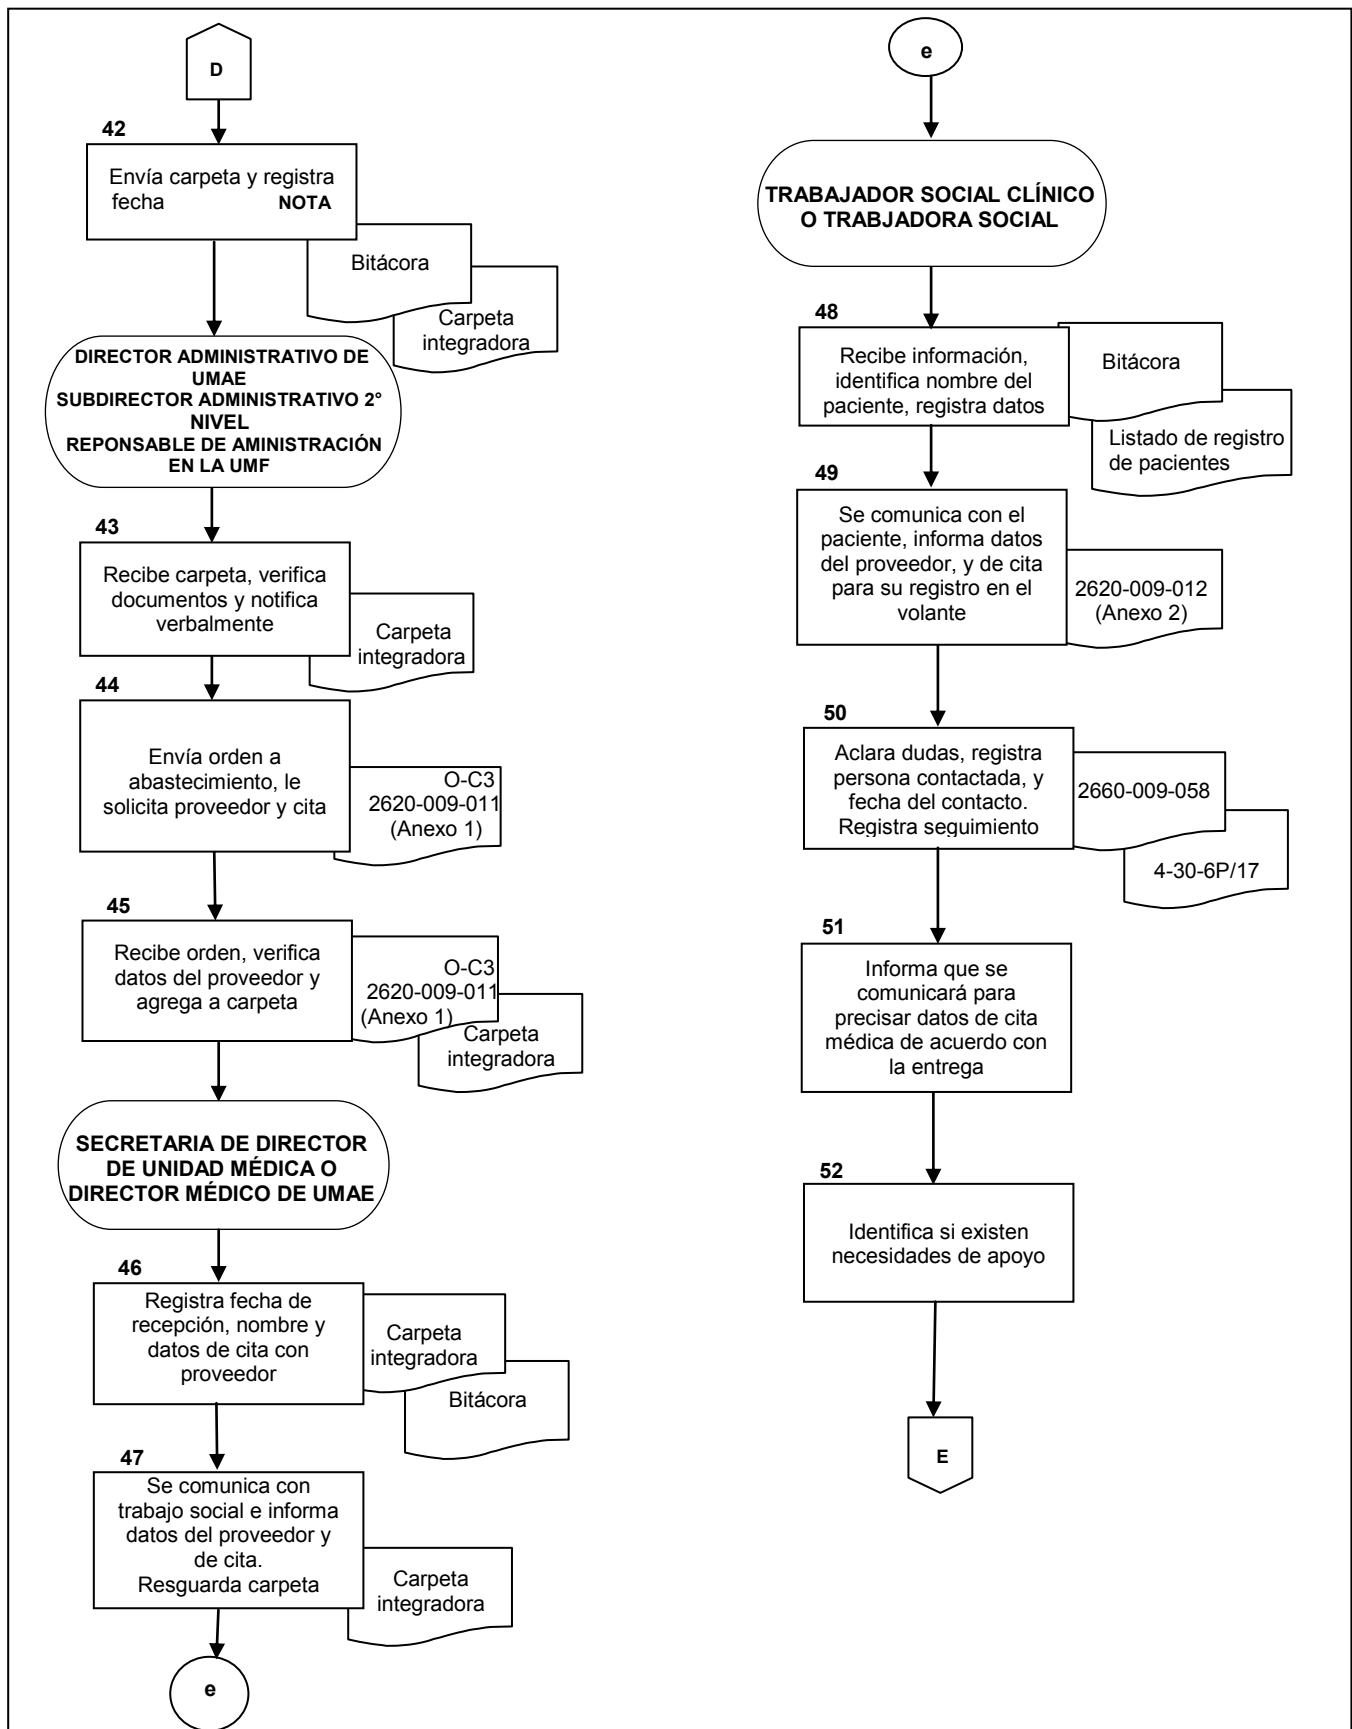 D
42
Envía carpeta y registra
fecha NOTA
Bitácora
Carpeta
integradora
DIRECTOR ADMINISTRATIVO DE
UMAE
SUBDIRECTOR ADMINISTRATIVO 2°
NIVEL
REPONSABLE DE AMINISTRACIÓN
EN LA UMF
43
Recibe carpeta, verifica
documentos y notifica
verbalmente
Carpeta
integradora
44
Envía orden a
abastecimiento, le
solicita proveedor y cita
O-C3
2620-009-011
(Anexo 1)
45
Recibe orden, verifica
datos del proveedor y
agrega a carpeta
O-C3
2620-009-011
(Anexo 1)
Carpeta
integradora
SECRETARIA DE DIRECTOR
DE UNIDAD MÉDICA O
DIRECTOR MÉDICO DE UMAE
46
Registra fecha de
recepción, nombre y
datos de cita con
proveedor
Carpeta
integradora
Bitácora
47
Se comunica con
trabajo social e informa
datos del proveedor y
de cita.
Resguarda carpeta
Carpeta
integradora
e
e
TRABAJADOR SOCIAL CLÍNICO
O TRABJADORA SOCIAL
48
Recibe información,
identifica nombre del
paciente, registra datos
Bitácora
Listado de registro
de pacientes
49
Se comunica con el
paciente, informa datos
del proveedor, y de cita
para su registro en el
volante
2620-009-012
(Anexo 2)
50
Aclara dudas, registra
persona contactada, y
fecha del contacto.
Registra seguimiento
2660-009-058
4-30-6P/17
51
Informa que se
comunicará para
precisar datos de cita
médica de acuerdo con
la entrega
52
Identifica si existen
necesidades de apoyo
E